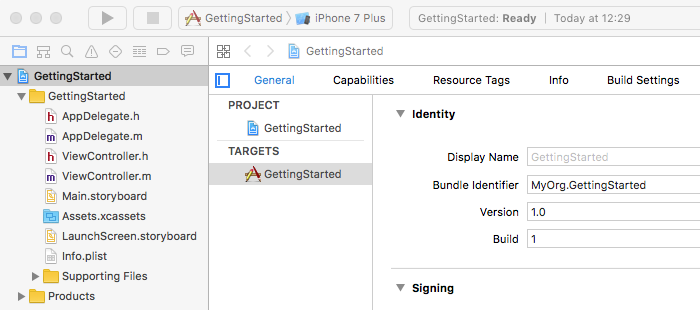 GettingStarted iPhone 7 Plus GettingStarted: Ready Today at 12:29
GettingStarted
GettingStarted
General Capabilities Resource Tags Info Build Settings
GettingStarted
AppDelegate.h
AppDelegate.m
ViewController.h
ViewController.m
Main.storyboard
Assets.xcassets
LaunchScreen.storyboard
Info.plist
Supporting Files
Products
PROJECT
GettingStarted
TARGETS
GettingStarted
Identity
Display Name GettingStarted
Bundle Identifier MyOrg.GettingStarted
Version 1.0
Build 1
Signing